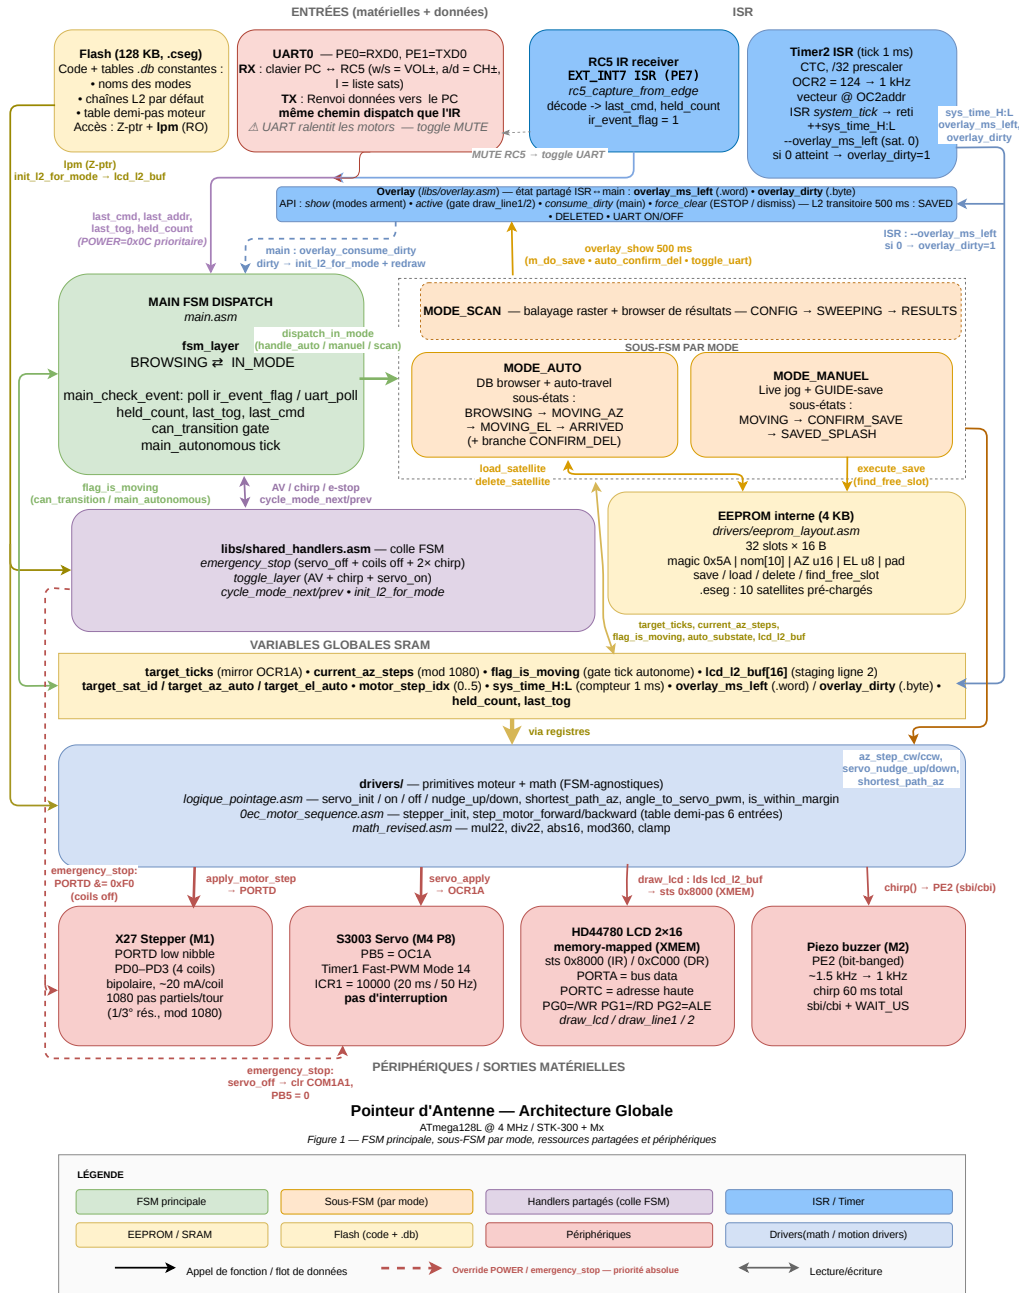 ENTRÉES (matérielles + données)
ISR
Flash (128 KB, .cseg)
Code + tables .db constantes :
• noms des modes
• chaînes L2 par défaut
• table demi-pas moteur
Accès : Z-ptr + lpm (RO)
UART0 — PE0=RXD0, PE1=TXD0
RX : clavier PC ↔ RC5 (w/s = VOL±, a/d = CH±,
l = liste sats)
TX : Renvoi données vers le PC
même chemin dispatch que l'IR
⚠ UART ralentit les motors — toggle MUTE
RC5 IR receiver
EXT_INT7 ISR (PE7)
rc5_capture_from_edge
décode -> last_cmd, held_count
ir_event_flag = 1
Timer2 ISR (tick 1 ms)
CTC, /32 prescaler
OCR2 = 124 → 1 kHz
vecteur @ OC2addr
ISR system_tick → reti
++sys_time_H:L
--overlay_ms_left (sat. 0)
si 0 atteint → overlay_dirty=1
sys_time_H:L
overlay_ms_left,
overlay_dirty
MUTE RC5 → toggle UART
lpm (Z-ptr)
init_l2_for_mode → lcd_l2_buf
Overlay (libs/overlay.asm) — état partagé ISR↔main : overlay_ms_left (.word) • overlay_dirty (.byte)
API : show (modes arment) • active (gate draw_line1/2) • consume_dirty (main) • force_clear (ESTOP / dismiss) — L2 transitoire 500 ms : SAVED
• DELETED • UART ON/OFF
last_cmd, last_addr,
last_tog, held_count
(POWER=0x0C prioritaire)
main : overlay_consume_dirty
dirty → init_l2_for_mode + redraw
overlay_show 500 ms
(m_do_save • auto_confirm_del • toggle_uart)
ISR : --overlay_ms_left
si 0 → overlay_dirty=1
MAIN FSM DISPATCH
main.asm
fsm_layer
BROWSING ⇄ IN_MODE
main_check_event: poll ir_event_flag / uart_poll
held_count, last_tog, last_cmd
can_transition gate
main_autonomous tick
dispatch_in_mode
(handle_auto / manuel / scan)
MODE_SCAN — balayage raster + browser de résultats — CONFIG → SWEEPING → RESULTS
SOUS-FSM PAR MODE
MODE_AUTO
DB browser + auto-travel
sous-états :
BROWSING → MOVING_AZ
→ MOVING_EL → ARRIVED
(+ branche CONFIRM_DEL)
MODE_MANUEL
Live jog + GUIDE-save
sous-états :
MOVING → CONFIRM_SAVE
→ SAVED_SPLASH
load_satellite
delete_satellite
execute_save
(find_free_slot)
flag_is_moving
(can_transition / main_autonomous)
AV / chirp / e-stop
cycle_mode_next/prev
libs/shared_handlers.asm — colle FSM
emergency_stop (servo_off + coils off + 2× chirp)
toggle_layer (AV + chirp + servo_on)
cycle_mode_next/prev • init_l2_for_mode
EEPROM interne (4 KB)
drivers/eeprom_layout.asm
32 slots × 16 B
magic 0x5A | nom[10] | AZ u16 | EL u8 | pad
save / load / delete / find_free_slot
.eseg : 10 satellites pré-chargés
target_ticks, current_az_steps,
flag_is_moving, auto_substate, lcd_l2_buf
VARIABLES GLOBALES SRAM
target_ticks (mirror OCR1A) • current_az_steps (mod 1080) • flag_is_moving (gate tick autonome) • lcd_l2_buf[16] (staging ligne 2)
target_sat_id / target_az_auto / target_el_auto • motor_step_idx (0..5) • sys_time_H:L (compteur 1 ms) • overlay_ms_left (.word) / overlay_dirty (.byte) •
held_count, last_tog
via registres
az_step_cw/ccw,
servo_nudge_up/down,
shortest_path_az
drivers/ — primitives moteur + math (FSM-agnostiques)
logique_pointage.asm — servo_init / on / off / nudge_up/down, shortest_path_az, angle_to_servo_pwm, is_within_margin
0ec_motor_sequence.asm — stepper_init, step_motor_forward/backward (table demi-pas 6 entrées)
math_revised.asm — mul22, div22, abs16, mod360, clamp
emergency_stop:
PORTD &= 0xF0
(coils off)
apply_motor_step
→ PORTD
servo_apply
→ OCR1A
draw_lcd : lds lcd_l2_buf
→ sts 0x8000 (XMEM)
chirp() → PE2 (sbi/cbi)
X27 Stepper (M1)
PORTD low nibble
PD0–PD3 (4 coils)
bipolaire, ~20 mA/coil
1080 pas partiels/tour
(1/3° rés., mod 1080)
S3003 Servo (M4 P8)
PB5 = OC1A
Timer1 Fast-PWM Mode 14
ICR1 = 10000 (20 ms / 50 Hz)
pas d'interruption
HD44780 LCD 2×16
memory-mapped (XMEM)
sts 0x8000 (IR) / 0xC000 (DR)
PORTA = bus data
PORTC = adresse haute
PG0=/WR PG1=/RD PG2=ALE
draw_lcd / draw_line1 / 2
Piezo buzzer (M2)
PE2 (bit-banged)
~1.5 kHz → 1 kHz
chirp 60 ms total
sbi/cbi + WAIT_US
emergency_stop:
servo_off → clr COM1A1,
PB5 = 0
PÉRIPHÉRIQUES / SORTIES MATÉRIELLES
Pointeur d'Antenne — Architecture Globale
ATmega128L @ 4 MHz / STK-300 + Mx
Figure 1 — FSM principale, sous-FSM par mode, ressources partagées et périphériques
LÉGENDE
FSM principale
Sous-FSM (par mode)
Handlers partagés (colle FSM)
ISR / Timer
EEPROM / SRAM
Flash (code + .db)
Périphériques
Drivers(math / motion drivers)
Appel de fonction / flot de données
Override POWER / emergency_stop — priorité absolue
Lecture/écriture